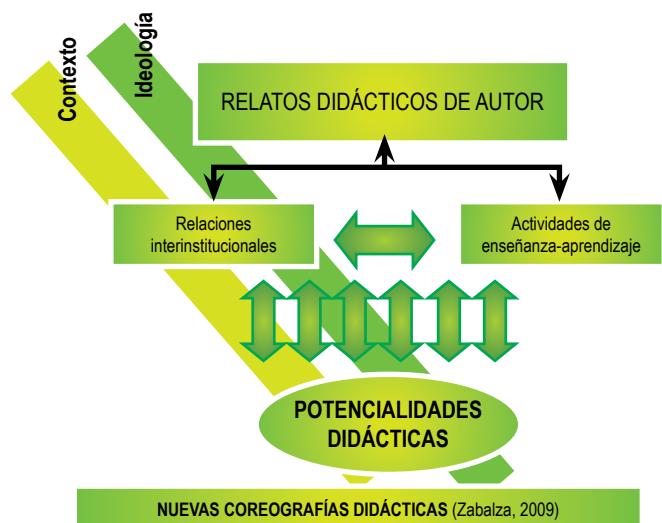 Contexto
Ideología
RELATOS DIDÁCTICOS DE AUTOR
Relaciones
interinstitucionales
Actividades de
enseñanza-aprendizaje
POTENCIALIDADES
DIDÁCTICAS
NUEVAS COREOGRAFÍAS DIDÁCTICAS (Zabalza, 2009)